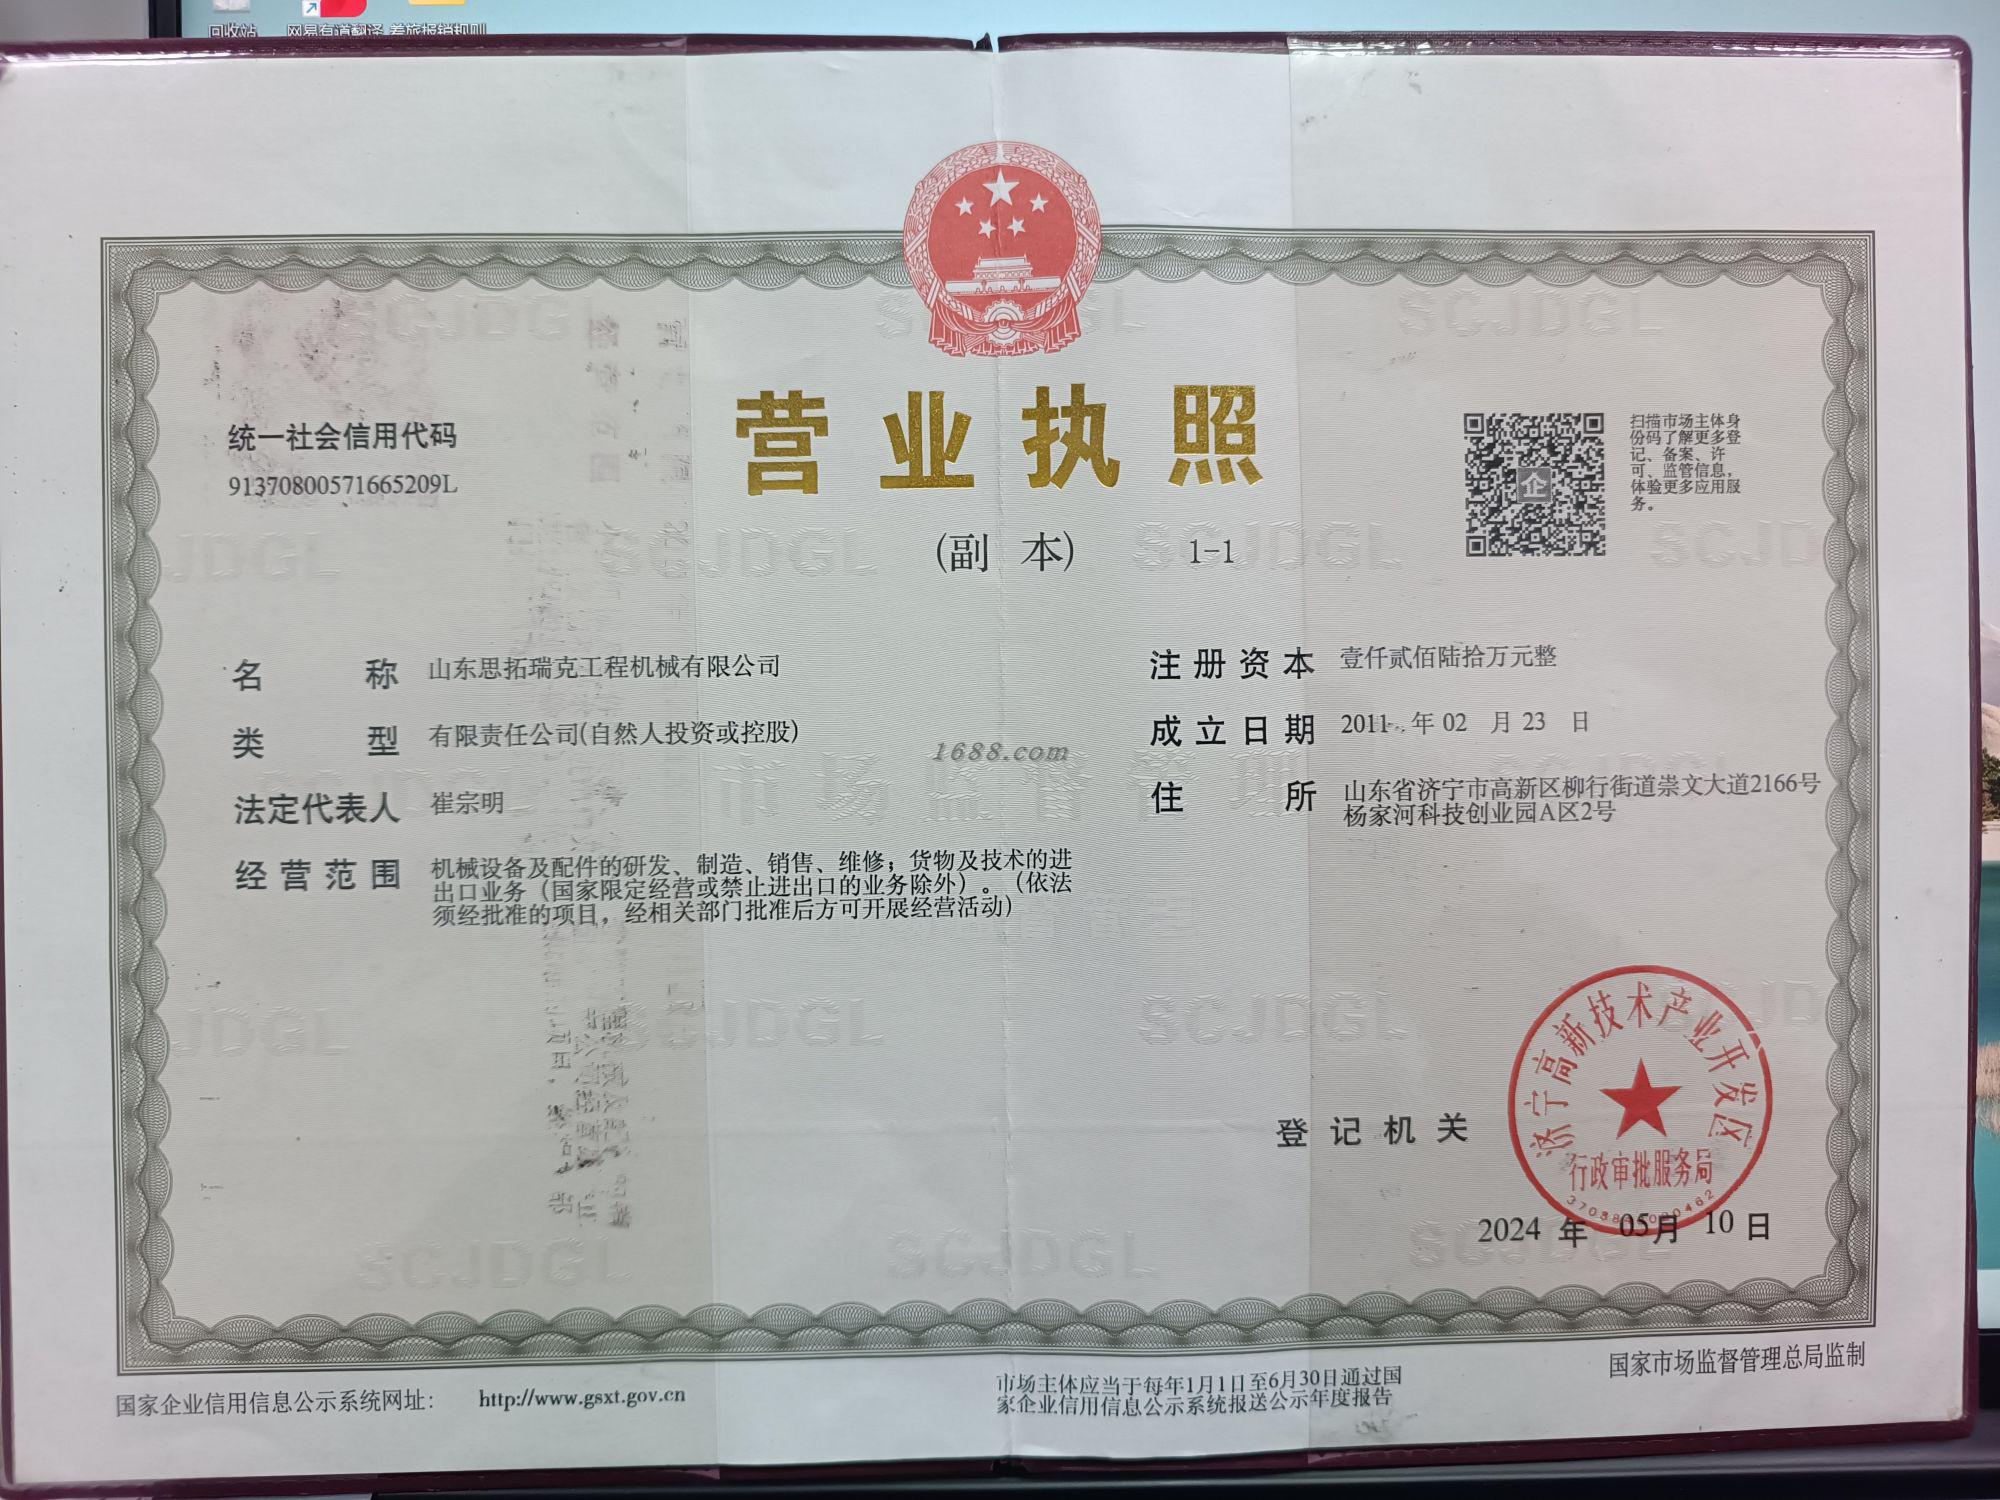 回收站 网易有道翻译 差旅报销规则
营业执照
(副 本) 1-1
统一社会信用代码
91370800571665209L
扫描市场主体身
份码了解更多登
记、备案、许
可、监管信息，
体验更多应用服
务。
企
名 称 山东思拓瑞克工程机械有限公司
类 型 有限责任公司(自然人投资或控股)
法定代表人 崔宗明
经营范围 机械设备及配件的研发、制造、销售、维修；货物及技术的进
出口业务（国家限定经营或禁止进出口的业务除外）。（依法
须经批准的项目，经相关部门批准后方可开展经营活动）
注册资本 壹仟贰佰陆拾万元整
成立日期 2011 年 02 月 23 日
住 所 山东省济宁市高新区柳行街道崇文大道2166号
杨家河科技创业园A区2号
1688.com
SCJDGL
市场监督管理
登记机关
济宁高新技术产业开发区
行政审批服务局
2024 年 05月 10 日
国家企业信用信息公示系统网址： http://www.gsxt.gov.cn
市场主体应当于每年1月1日至6月30日通过国
家企业信用信息公示系统报送公示年度报告
国家市场监督管理总局监制